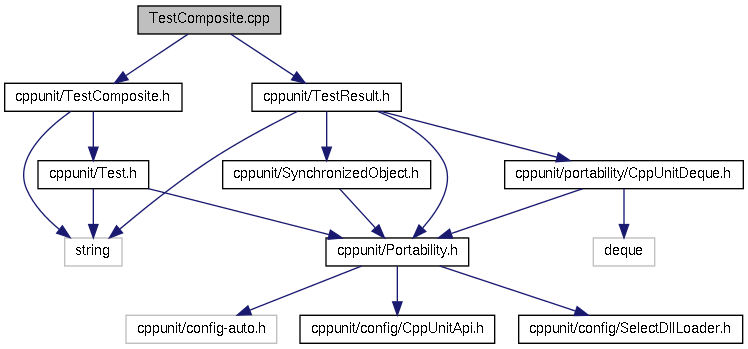 TestComposite.cpp
cppunit/TestComposite.h
cppunit/TestResult.h
cppunit/Test.h
cppunit/SynchronizedObject.h
cppunit/portability/CppUnitDeque.h
string
cppunit/Portability.h
deque
cppunit/config-auto.h
cppunit/config/CppUnitApi.h
cppunit/config/SelectDllLoader.h